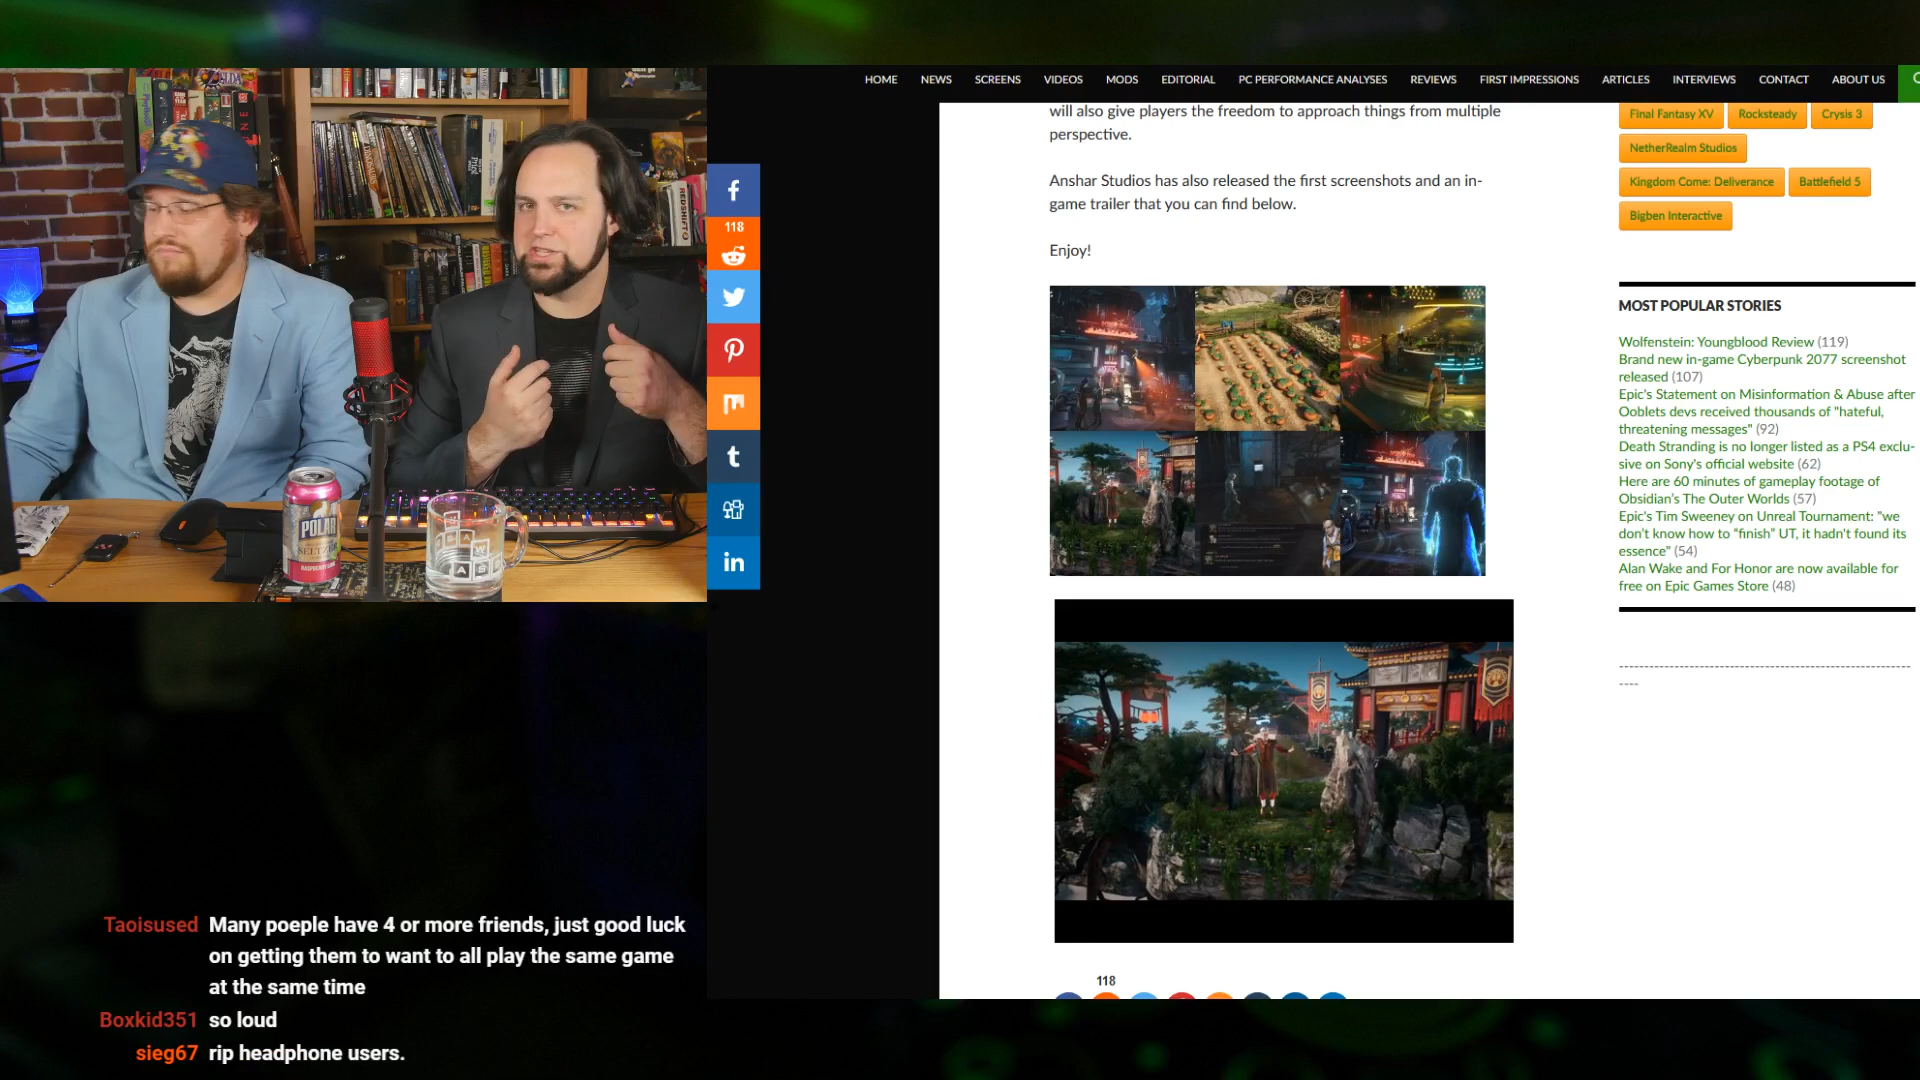 HOME NEWS SCREENS VIDEOS MODS EDITORIAL PC PERFORMANCE ANALYSES REVIEWS FIRST IMPRESSIONS ARTICLES INTERVIEWS CONTACT ABOUT US
will also give players the freedom to approach things from multiple
perspective.
Anshar Studios has also released the first screenshots and an in-
game trailer that you can find below.
Enjoy!
118
118
Final Fantasy XV Rocksteady Crysis 3
NetherRealm Studios
Kingdom Come: Deliverance Battlefield 5
Bigben Interactive
MOST POPULAR STORIES
Wolfenstein: Youngblood Review (119)
Brand new in-game Cyberpunk 2077 screenshot
released (107)
Epic's Statement on Misinformation & Abuse after
Ooblets devs received thousands of "hateful,
threatening messages" (92)
Death Stranding is no longer listed as a PS4 exclu-
sive on Sony's official website (62)
Here are 60 minutes of gameplay footage of
Obsidian's The Outer Worlds (57)
Epic's Tim Sweeney on Unreal Tournament: "we
don't know how to "finish" UT, it hadn't found its
essence" (54)
Alan Wake and For Honor are now available for
free on Epic Games Store (48)
-----------------------------------------------------------
----
REDSHIFT
POLAR
SELTZER
Taoisused Many poeple have 4 or more friends, just good luck
on getting them to want to all play the same game
at the same time
Boxkid351 so loud
sieg67 rip headphone users.